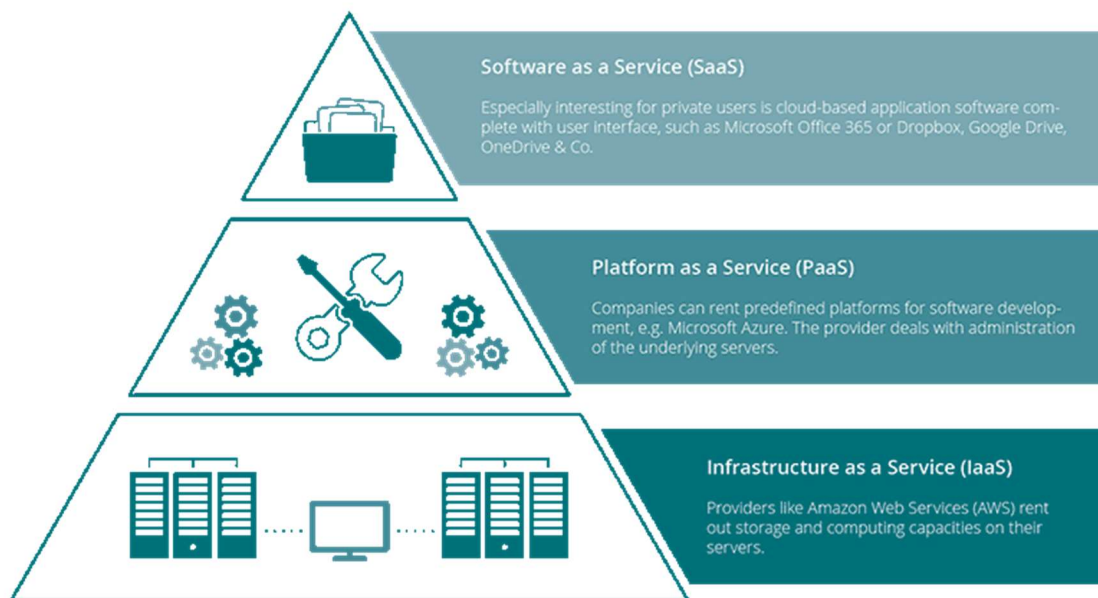 Software as a Service (SaaS)
Especially interesting for private users is cloud-based application software com-
plete with user interface, such as Microsoft Office 365 or Dropbox, Google Drive,
OneDrive & Co.
Platform as a Service (PaaS)
Companies can rent predefined platforms for software develop-
ment, e.g. Microsoft Azure. The provider deals with administration
of the underlying servers.
Infrastructure as a Service (IaaS)
Providers like Amazon Web Services (AWS) rent
out storage and computing capacities on their
servers.